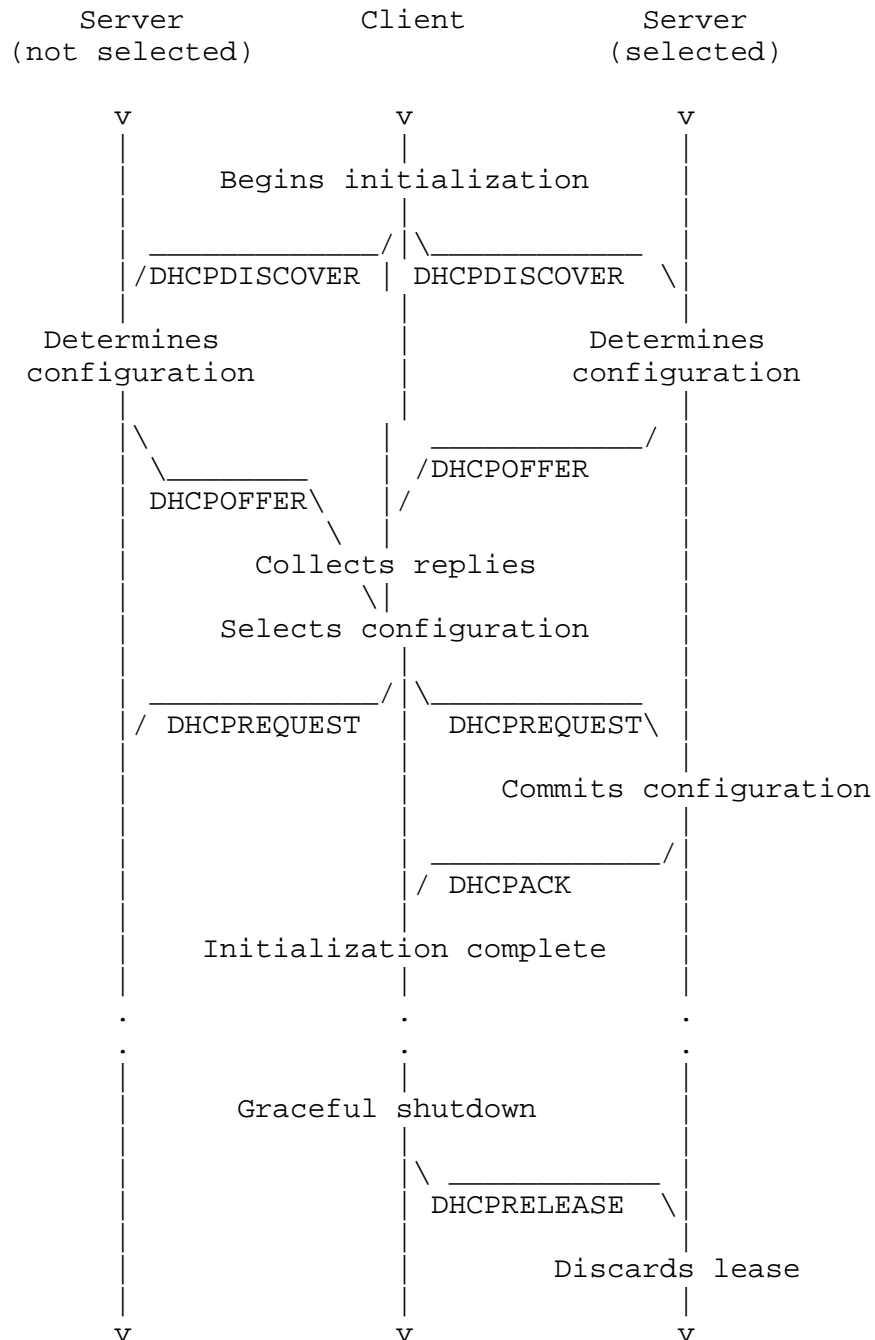 Server Client Server
(not selected) (selected)
v v v
Begins initialization
DHCPDISCOVER DHCPDISCOVER
Determines Determines
configuration configuration
DHCPOFFER
DHCPOFFER
Collects replies
Selects configuration
DHCPREQUEST DHCPREQUEST
Commits configuration
DHCPACK
Initialization complete
. . .
. . .
Graceful shutdown
DHCPRELEASE
Discards lease
v v v